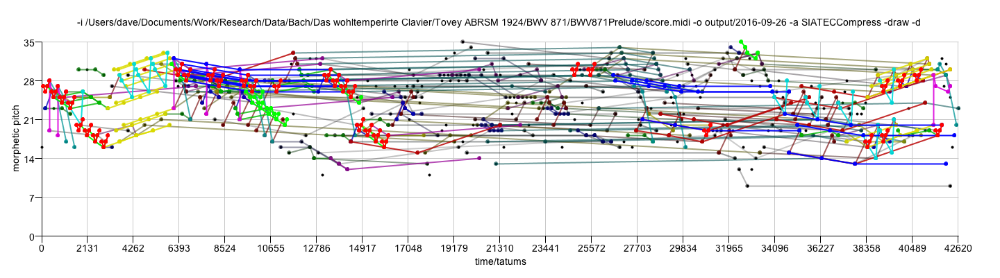 -i /Users/dave/Documents/Work/Research/Data/Bach/Das wohltemperirte Clavier/Tovey ABRSM 1924/BWV 871/BWV871Prelude/score.midi -o output/2016-09-26 -a SIATECCompress -draw -d
35
28
21
14
7
0
morphetic pitch
0 2131 4262 6393 8524 10655 12786 14917 17048 19179 21310 23441 25572 27703 29834 31965 34096 36227 38358 40489 42620
time/tatums